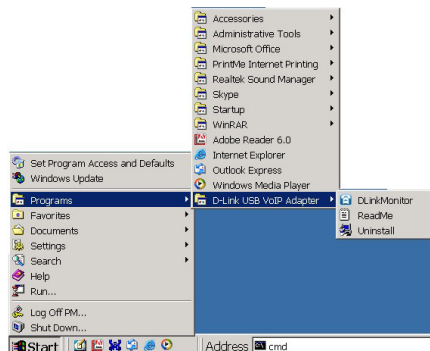 Accessories
Administrative Tools
Microsoft Office
PrintMe Internet Printing
Realtek Sound Manager
Skype
Startup
WinRAR
Adobe Reader 6.0
Internet Explorer
Outlook Express
Windows Media Player
D-Link USB VoIP Adapter
DLinkMonitor
ReadMe
Uninstall
Set Program Access and Defaults
Windows Update
Programs
Favorites
Documents
Settings
Search
Help
Run...
Log Off PM...
Shut Down...
Start
Address cmd